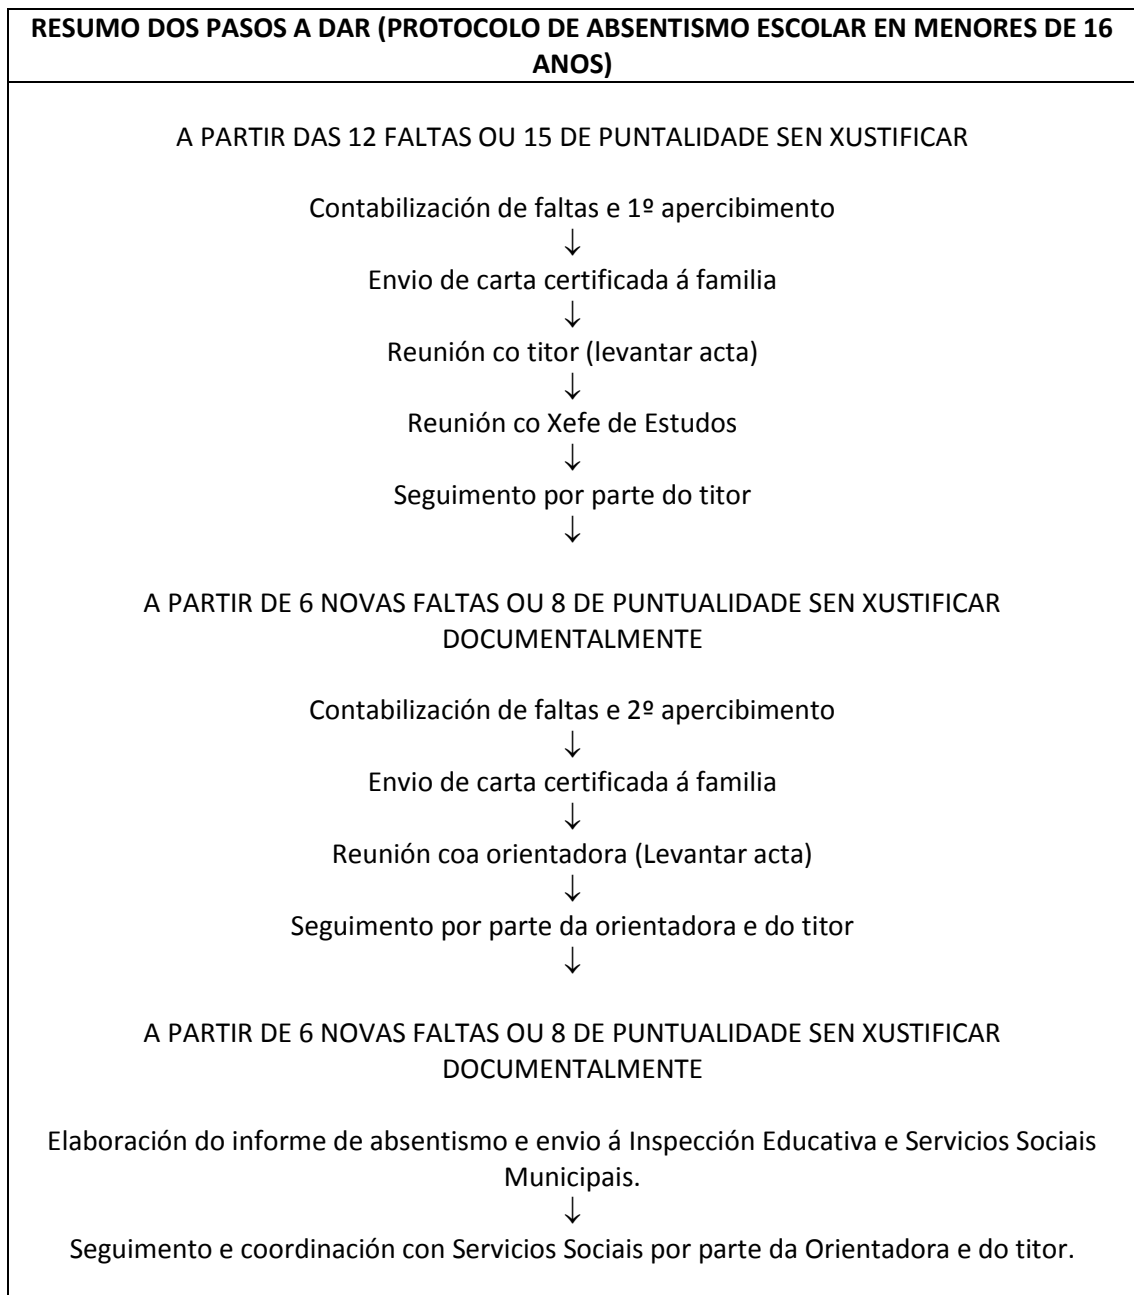 RESUMO DOS PASOS A DAR (PROTOCOLO DE ABSENTISMO ESCOLAR EN MENORES DE 16
ANOS)
A PARTIR DAS 12 FALTAS OU 15 DE PUNTALIDADE SEN XUSTIFICAR
Contabilización de faltas e 1º apercibimento
↓
Envio de carta certificada á familia
↓
Reunión co titor (levantar acta)
↓
Reunión co Xefe de Estudos
↓
Seguimento por parte do titor
↓
A PARTIR DE 6 NOVAS FALTAS OU 8 DE PUNTUALIDADE SEN XUSTIFICAR
DOCUMENTALMENTE
Contabilización de faltas e 2º apercibimento
↓
Envio de carta certificada á familia
↓
Reunión coa orientadora (Levantar acta)
↓
Seguimento por parte da orientadora e do titor
↓
A PARTIR DE 6 NOVAS FALTAS OU 8 DE PUNTUALIDADE SEN XUSTIFICAR
DOCUMENTALMENTE
Elaboración do informe de absentismo e envio á Inspección Educativa e Servicios Sociais
Municipais.
↓
Seguimento e coordinación con Servicios Sociais por parte da Orientadora e do titor.